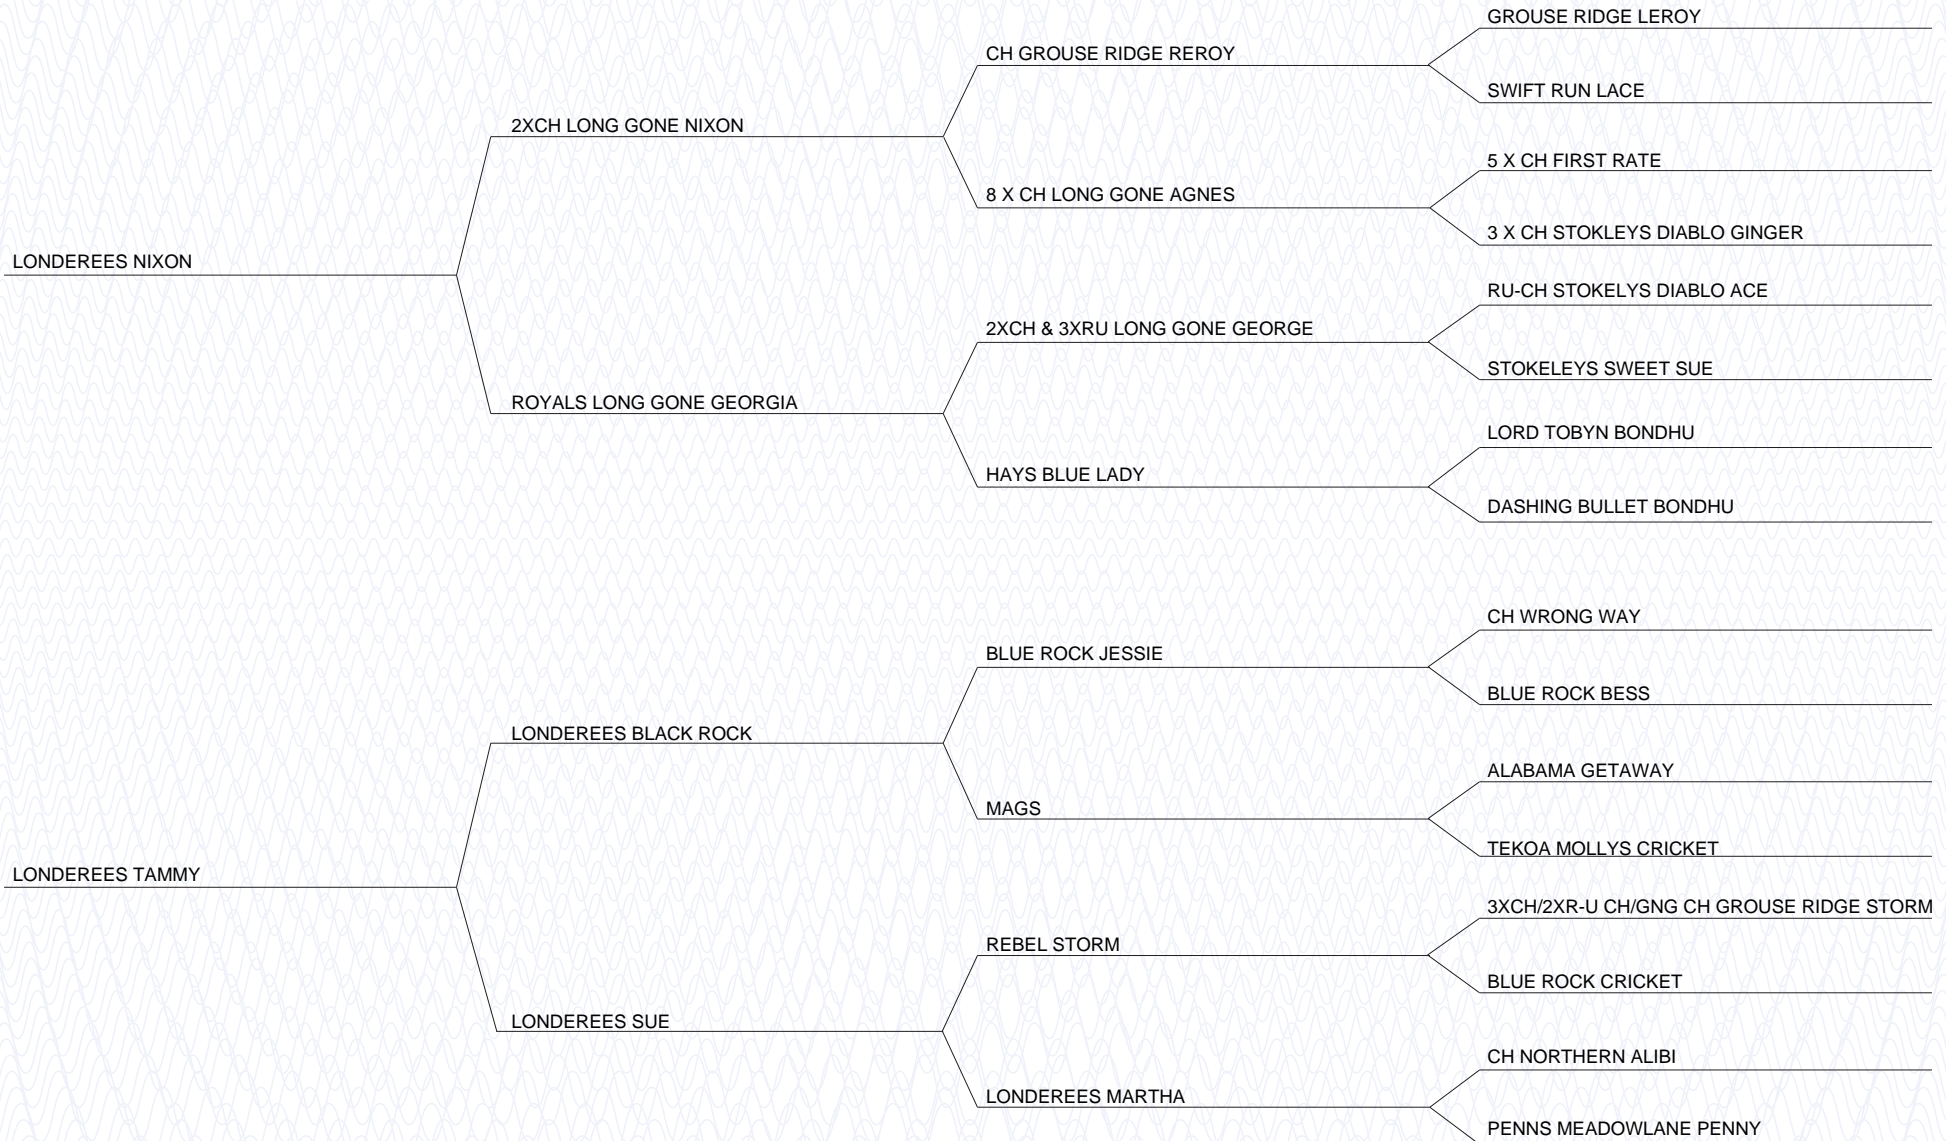 GROUSE RIDGE LEROY
CH GROUSE RIDGE REROY
SWIFT RUN LACE
2XCH LONG GONE NIXON
5 X CH FIRST RATE
8 X CH LONG GONE AGNES
3 X CH STOKLEYS DIABLO GINGER
LONDEREES NIXON
RU-CH STOKELYS DIABLO ACE
2XCH & 3XRU LONG GONE GEORGE
STOKELEYS SWEET SUE
ROYALS LONG GONE GEORGIA
LORD TOBYN BONDHU
HAYS BLUE LADY
DASHING BULLET BONDHU
CH WRONG WAY
BLUE ROCK JESSIE
BLUE ROCK BESS
LONDEREES BLACK ROCK
ALABAMA GETAWAY
MAGS
TEKOA MOLLYS CRICKET
LONDEREES TAMMY
3XCH/2XR-U CH/GNG CH GROUSE RIDGE STORM
REBEL STORM
BLUE ROCK CRICKET
LONDEREES SUE
CH NORTHERN ALIBI
LONDEREES MARTHA
PENNS MEADOWLANE PENNY